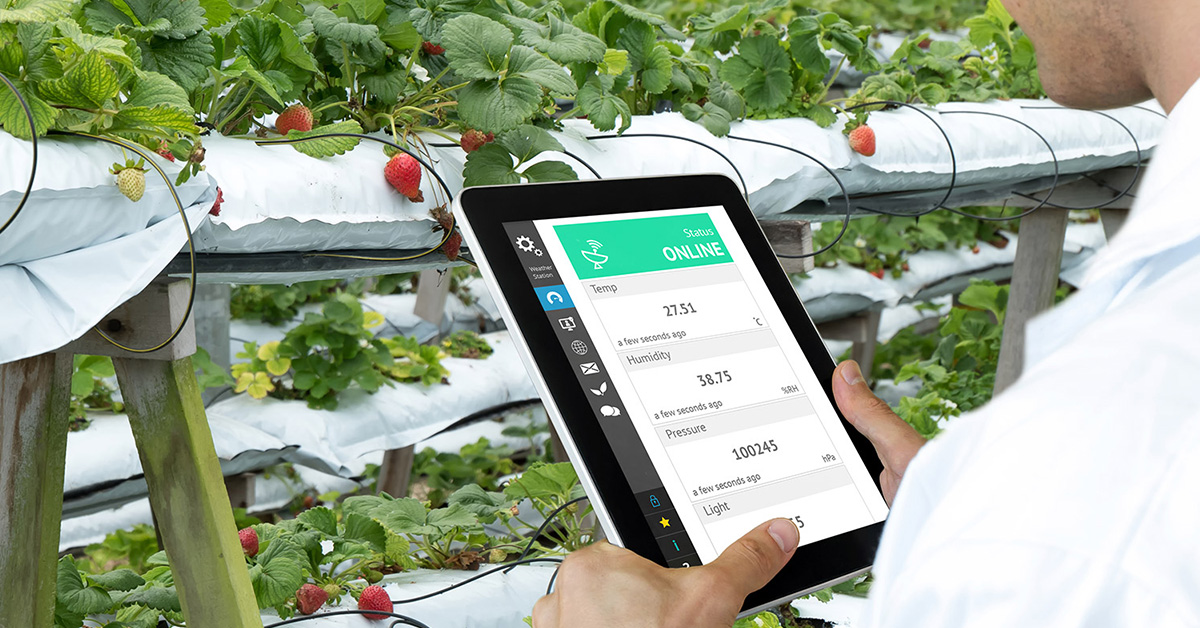 Weather
Station
Status
ONLINE
Temp
27.51
°C
a few seconds ago
Humidity
38.75
%RH
a few seconds ago
Pressure
100245
hPa
a few seconds ago
Light